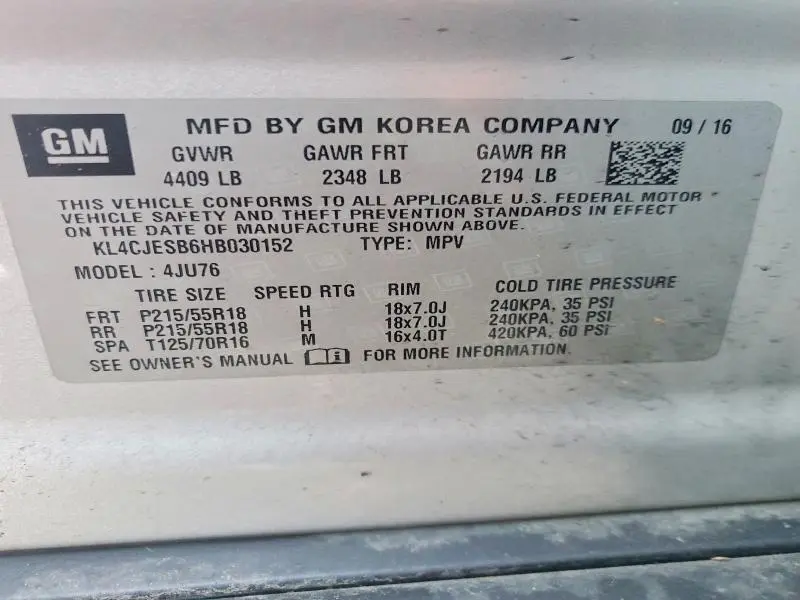 GM
MFD BY GM KOREA COMPANY 09 / 16
GVWR GAWR FRT GAWR RR
4409 LB 2348 LB 2194 LB
THIS VEHICLE CONFORMS TO ALL APPLICABLE U.S. FEDERAL MOTOR
VEHICLE SAFETY AND THEFT PREVENTION STANDARDS IN EFFECT
ON THE DATE OF MANUFACTURE SHOWN ABOVE.
KL4CJESB6HB030152 TYPE: MPV
MODEL : 4JU76
TIRE SIZE SPEED RTG RIM COLD TIRE PRESSURE
FRT P215/55R18 H 18x7.0J 240KPA, 35 PSI
RR P215/55R18 H 18x7.0J 240KPA, 35 PSI
SPA T125/70R16 M 16x4.0T 420KPA, 60 PSI
SEE OWNER'S MANUAL FOR MORE INFORMATION.